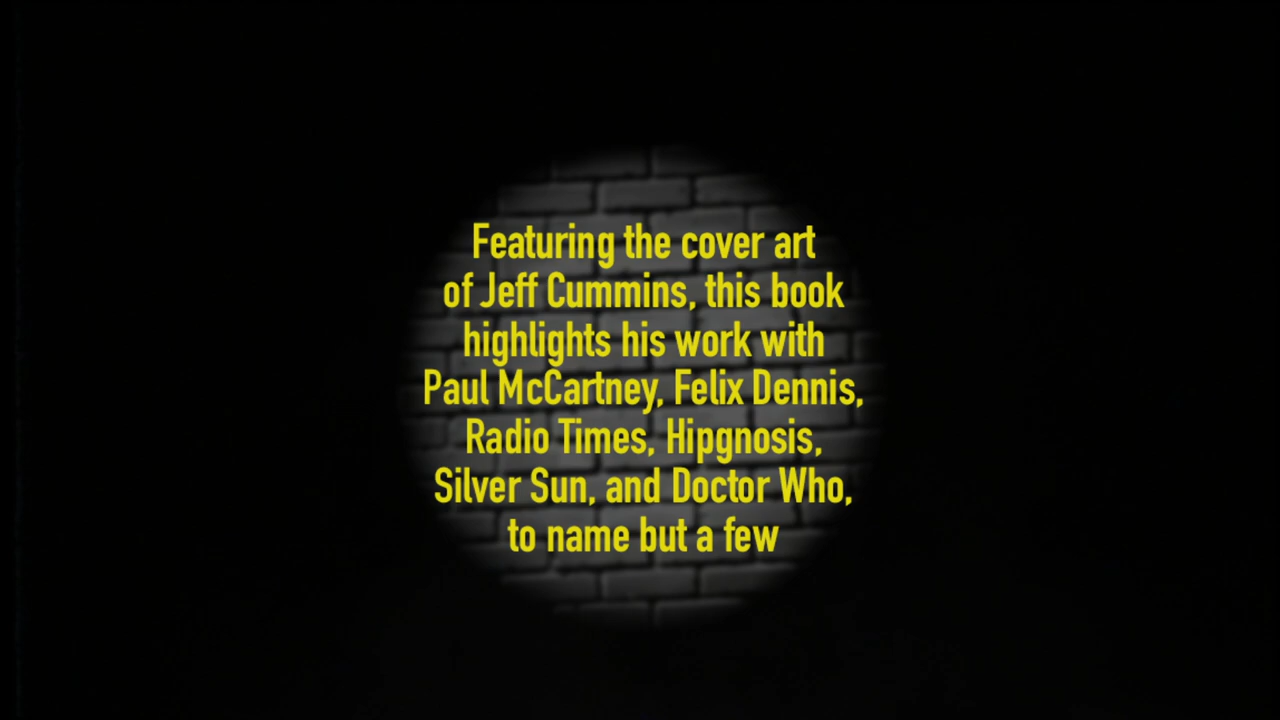 Featuring the cover art
of Jeff Cummins, this book
highlights his work with
Paul McCartney, Felix Dennis,
Radio Times, Hipgnosis,
Silver Sun, and Doctor Who,
to name but a few